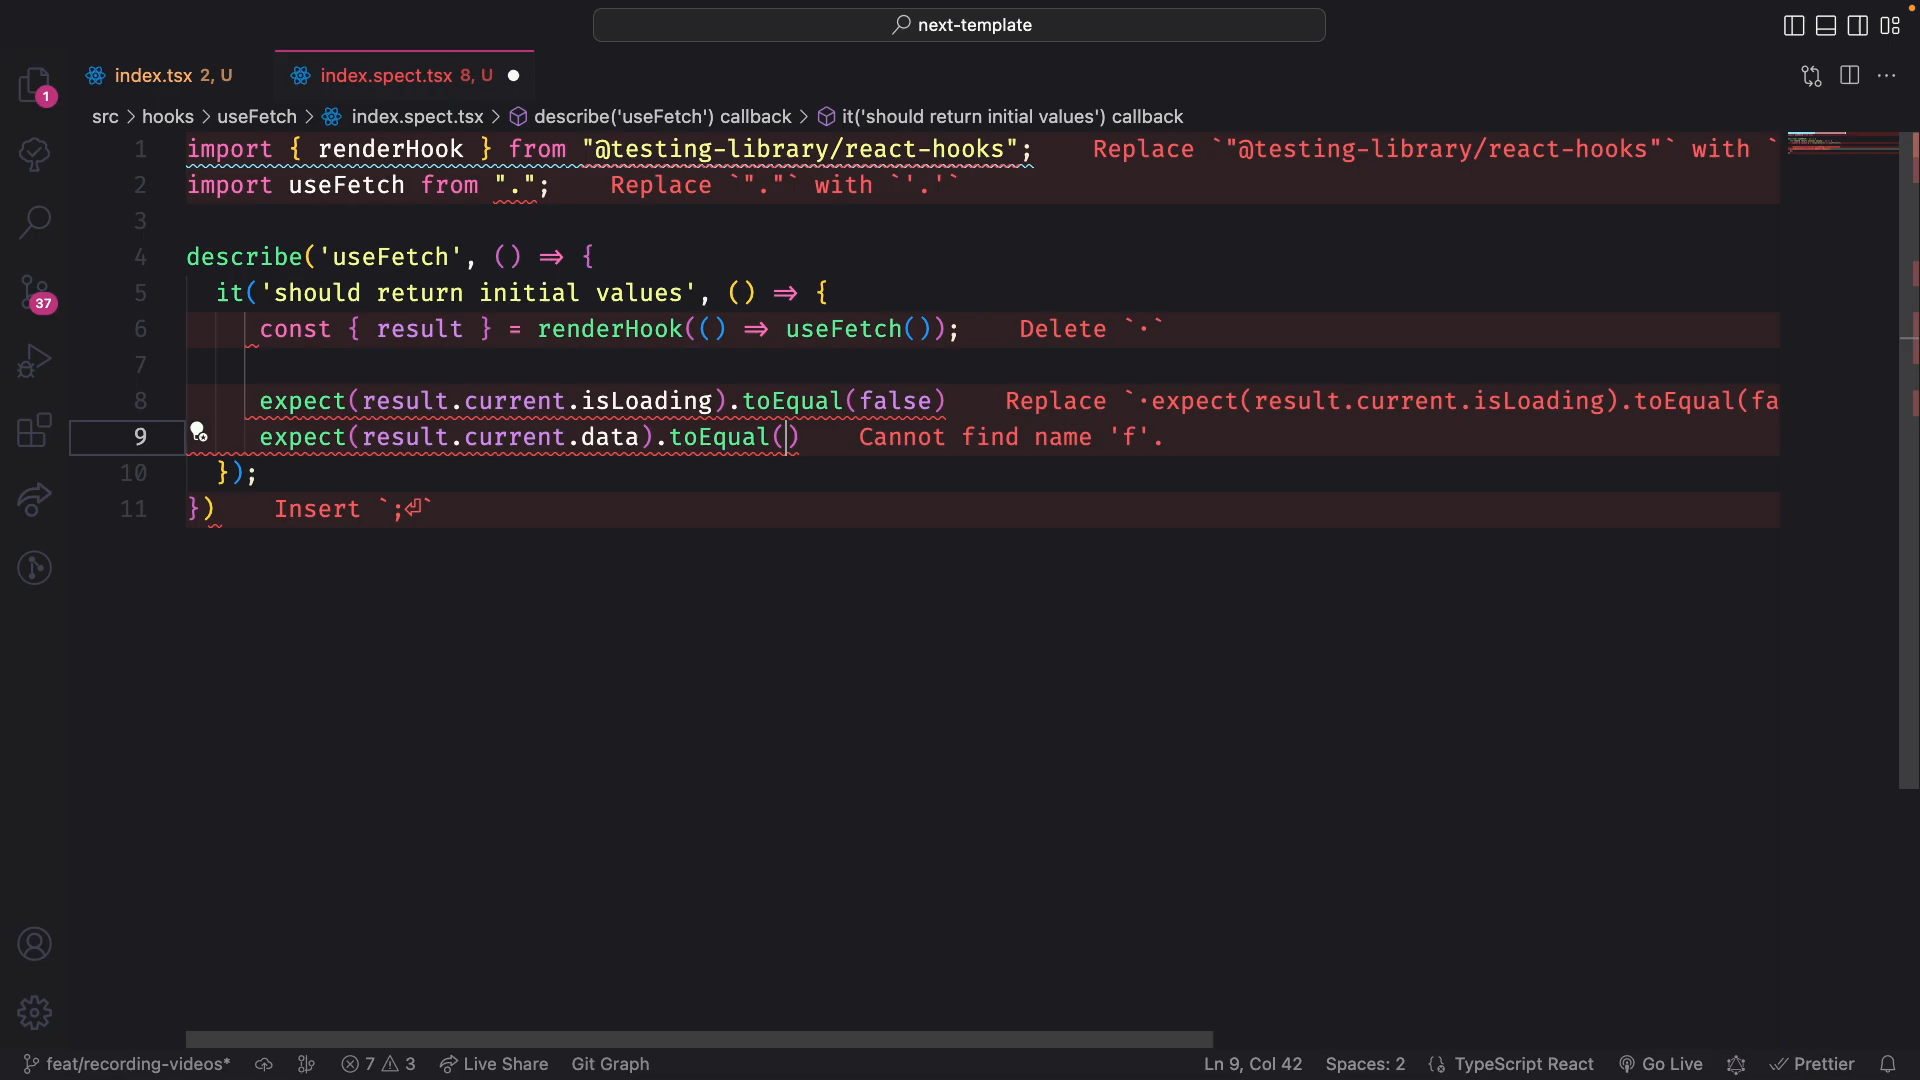 next-template
index.tsx 2, U
index.spect.tsx 8, U
src > hooks > useFetch > index.spect.tsx > describe('useFetch') callback > it('should return initial values') callback
1 import { renderHook } from "@testing-library/react-hooks"; Replace `"@testing-library/react-hooks"` with `
2 import useFetch from "."; Replace `"."` with `'.'`
3
4 describe('useFetch', () => {
5 it('should return initial values', () => {
6 const { result } = renderHook(() => useFetch()); Delete `·`
7
8 expect(result.current.isLoading).toEqual(false) Replace `·expect(result.current.isLoading).toEqual(fa
9 expect(result.current.data).toEqual() Cannot find name 'f'.
10 });
11 }) Insert `;⏎`
1
37
feat/recording-videos* 7 3 Live Share Git Graph Ln 9, Col 42 Spaces: 2 TypeScript React Go Live Prettier